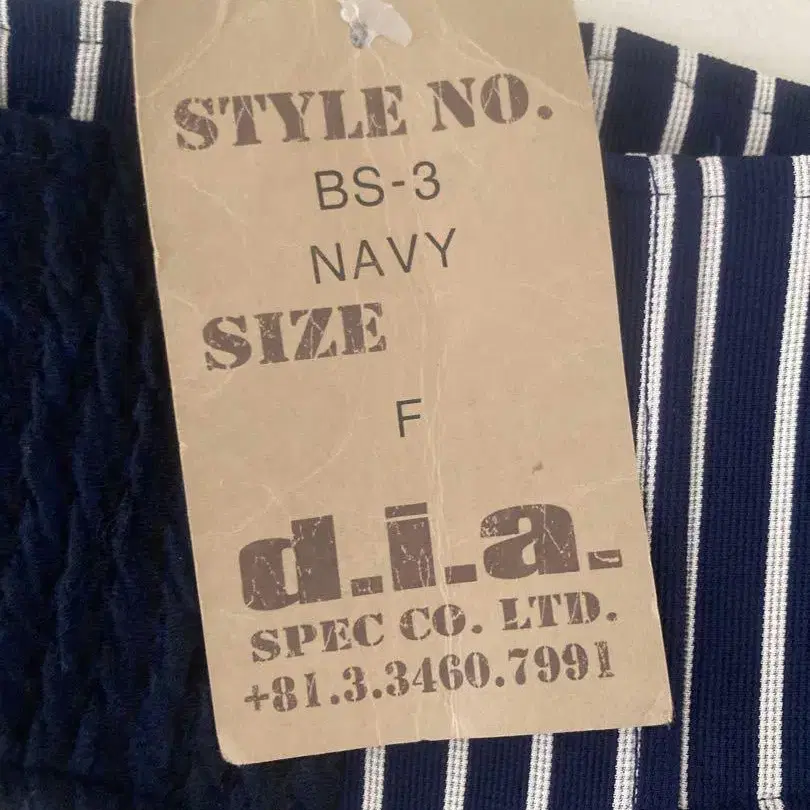 STYLE NO.
BS-3
NAVY
SIZE
F
d.i.a.
SPEC CO. LTD.
+81.3.3460.7991